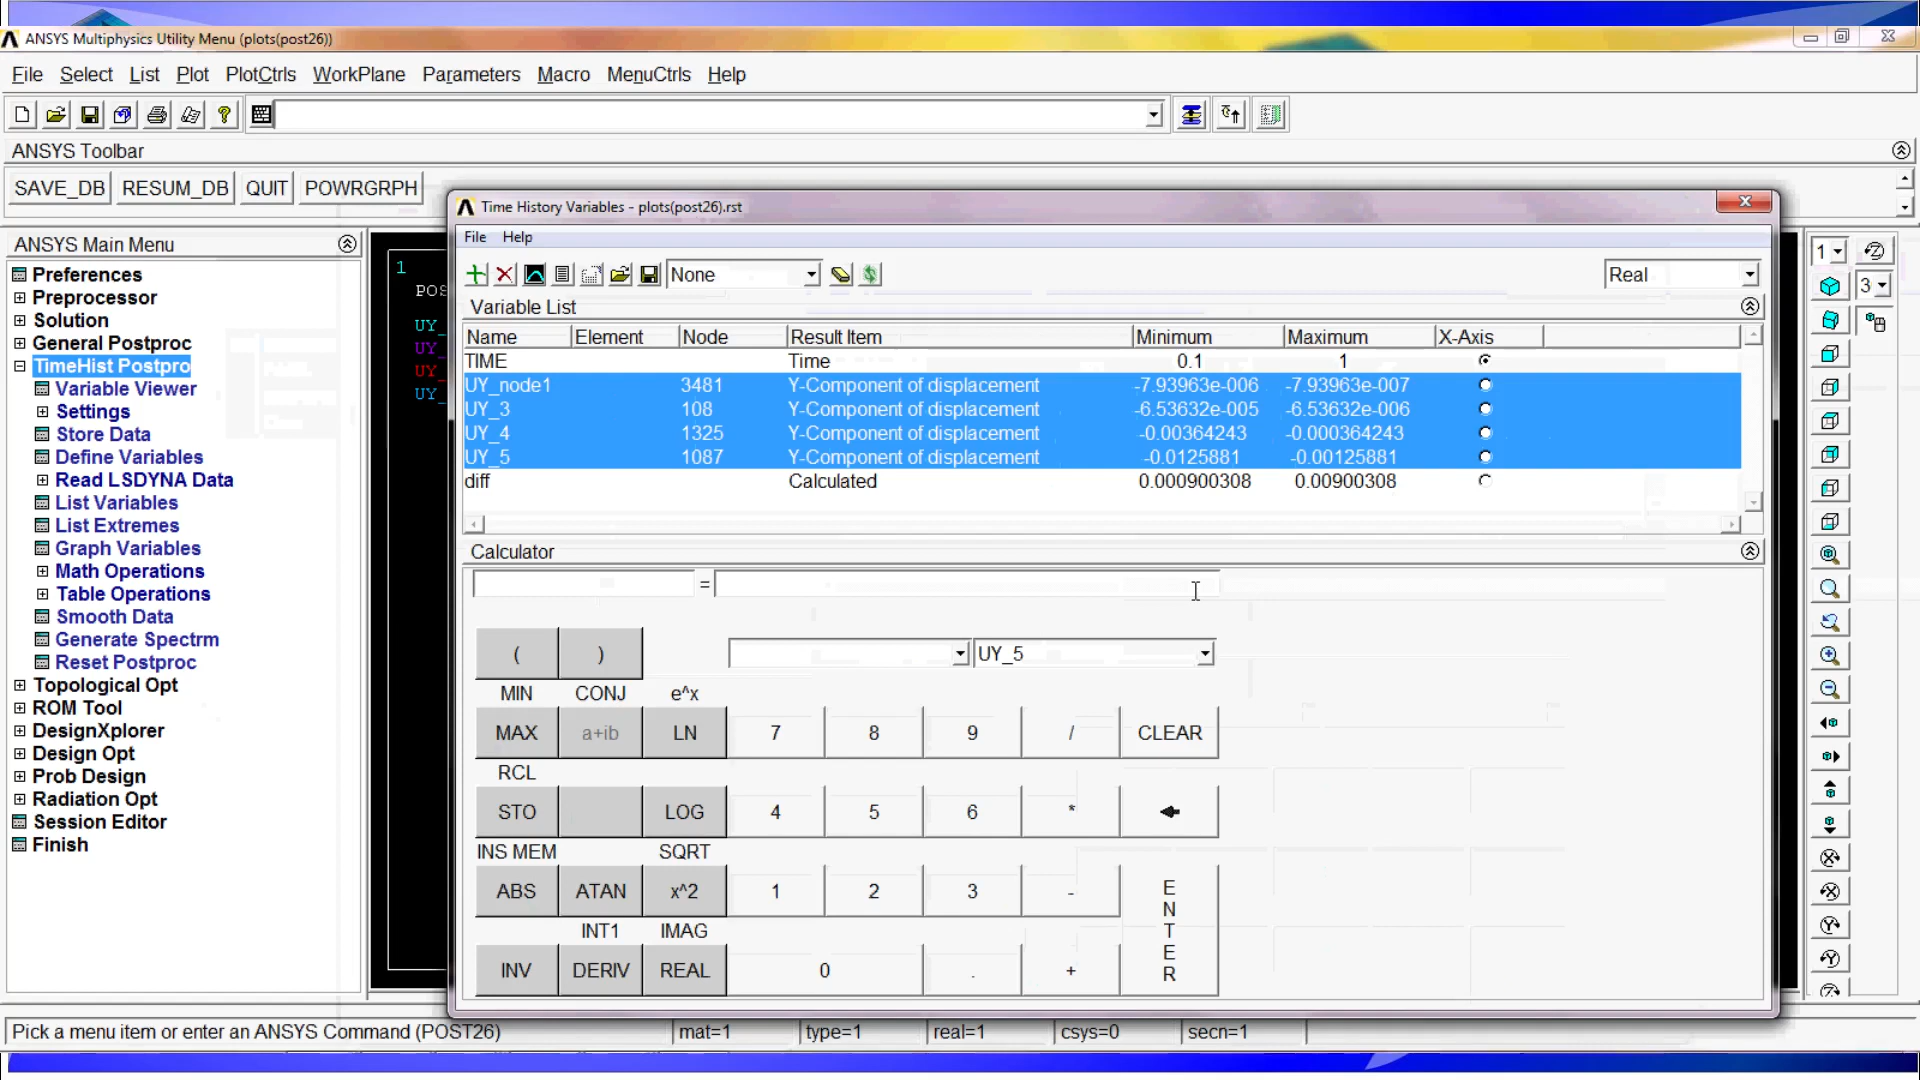 ANSYS Multiphysics Utility Menu (plots(post26))
File Select List Plot PlotCtrls WorkPlane Parameters Macro MenuCtrls Help
ANSYS Toolbar
SAVE_DB RESUM_DB QUIT POWRGRPH
ANSYS Main Menu
Preferences
Preprocessor
Solution
General Postproc
TimeHist Postpro
Variable Viewer
Settings
Store Data
Define Variables
Read LSDYNA Data
List Variables
List Extremes
Graph Variables
Math Operations
Table Operations
Smooth Data
Generate Spectrm
Reset Postproc
Topological Opt
ROM Tool
DesignXplorer
Design Opt
Prob Design
Radiation Opt
Session Editor
Finish
1
POS
UY_
UY_
UY_
UY_
Time History Variables - plots(post26).rst
File Help
None Real
Variable List
Name Element Node Result Item Minimum Maximum X-Axis
TIME Time 0.1 1
UY_node1 3481 Y-Component of displacement -7.93963e-006 -7.93963e-007
UY_3 108 Y-Component of displacement -6.53632e-005 -6.53632e-006
UY_4 1325 Y-Component of displacement -0.00364243 -0.000364243
UY_5 1087 Y-Component of displacement -0.0125881 -0.00125881
diff Calculated 0.000900308 0.00900308
Calculator
=
( ) UY_5
MIN CONJ e^x
MAX a+ib LN 7 8 9 / CLEAR
RCL
STO LOG 4 5 6 *
INS MEM SQRT
ABS ATAN x^2 1 2 3 - ENTER
INT1 IMAG
INV DERIV REAL 0 . +
1
3
Pick a menu item or enter an ANSYS Command (POST26) mat=1 type=1 real=1 csys=0 secn=1